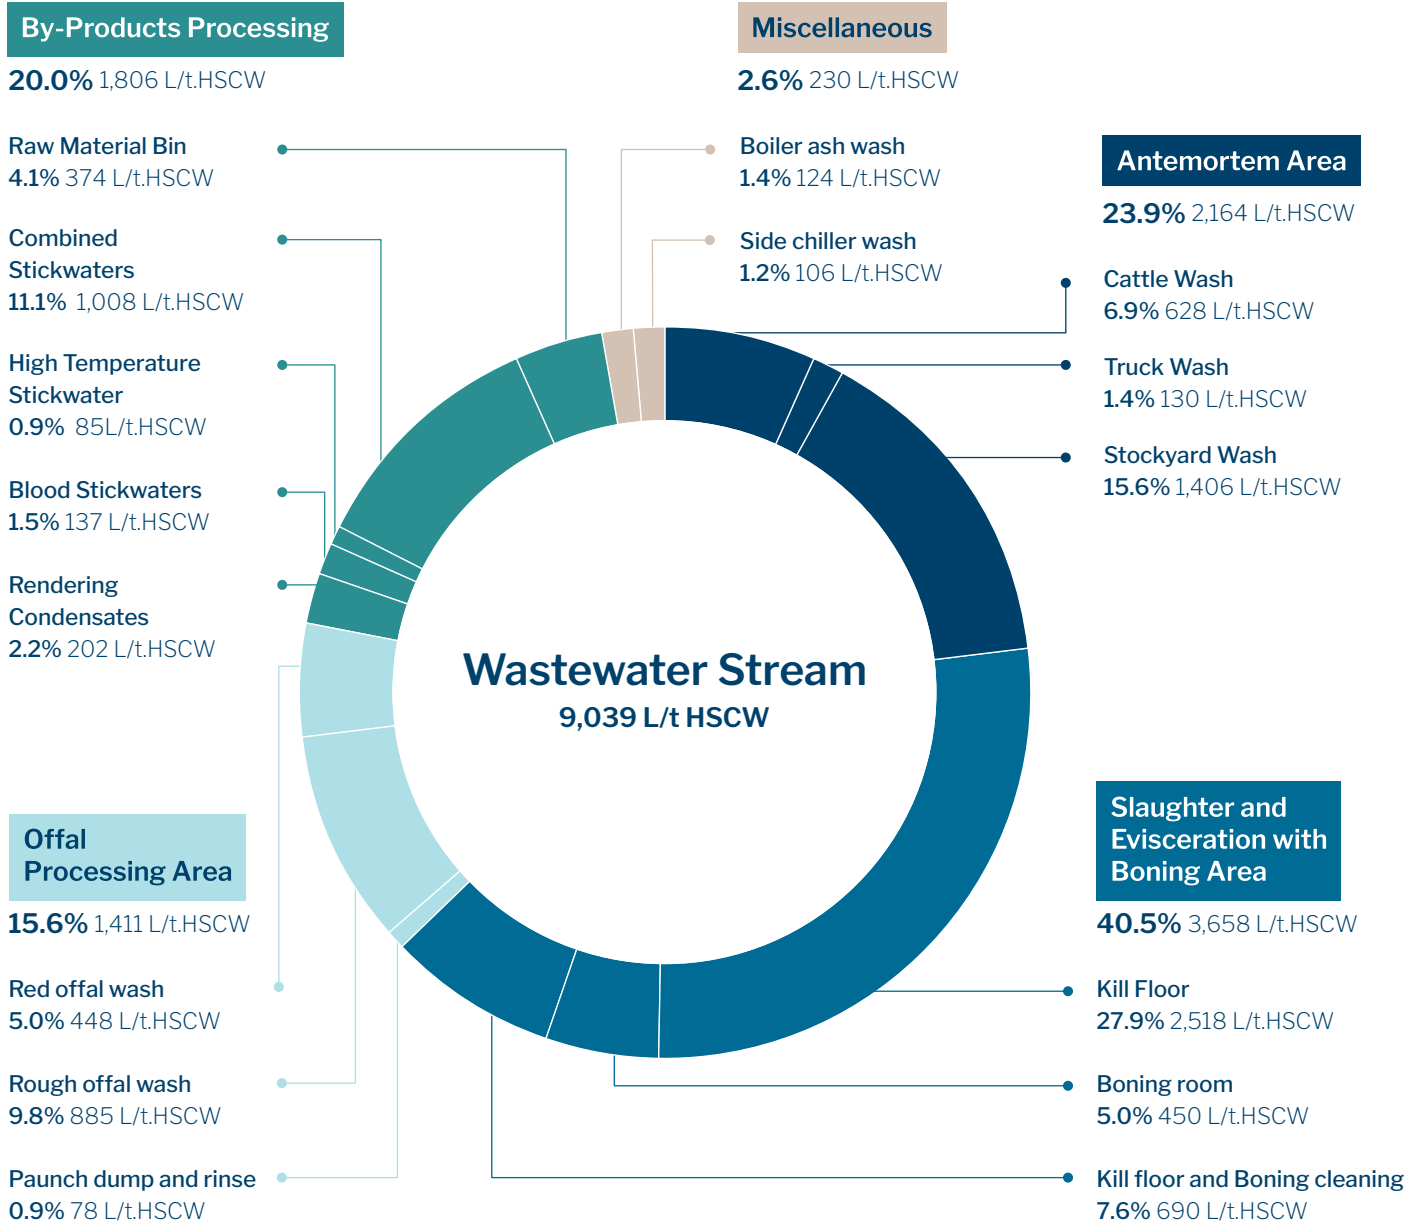 By-Products Processing
20.0% 1,806 L/t.HSCW
Raw Material Bin
4.1% 374 L/t.HSCW
Combined
Stickwaters
11.1% 1,008 L/t.HSCW
High Temperature
Stickwater
0.9% 85L/t.HSCW
Blood Stickwaters
1.5% 137 L/t.HSCW
Rendering
Condensates
2.2% 202 L/t.HSCW
Miscellaneous
2.6% 230 L/t.HSCW
Boiler ash wash
1.4% 124 L/t.HSCW
Side chiller wash
1.2% 106 L/t.HSCW
Antemortem Area
23.9% 2,164 L/t.HSCW
Cattle Wash
6.9% 628 L/t.HSCW
Truck Wash
1.4% 130 L/t.HSCW
Stockyard Wash
15.6% 1,406 L/t.HSCW
Wastewater Stream
9,039 L/t HSCW
Offal
Processing Area
15.6% 1,411 L/t.HSCW
Red offal wash
5.0% 448 L/t.HSCW
Rough offal wash
9.8% 885 L/t.HSCW
Paunch dump and rinse
0.9% 78 L/t.HSCW
Slaughter and
Evisceration with
Boning Area
40.5% 3,658 L/t.HSCW
Kill Floor
27.9% 2,518 L/t.HSCW
Boning room
5.0% 450 L/t.HSCW
Kill floor and Boning cleaning
7.6% 690 L/t.HSCW